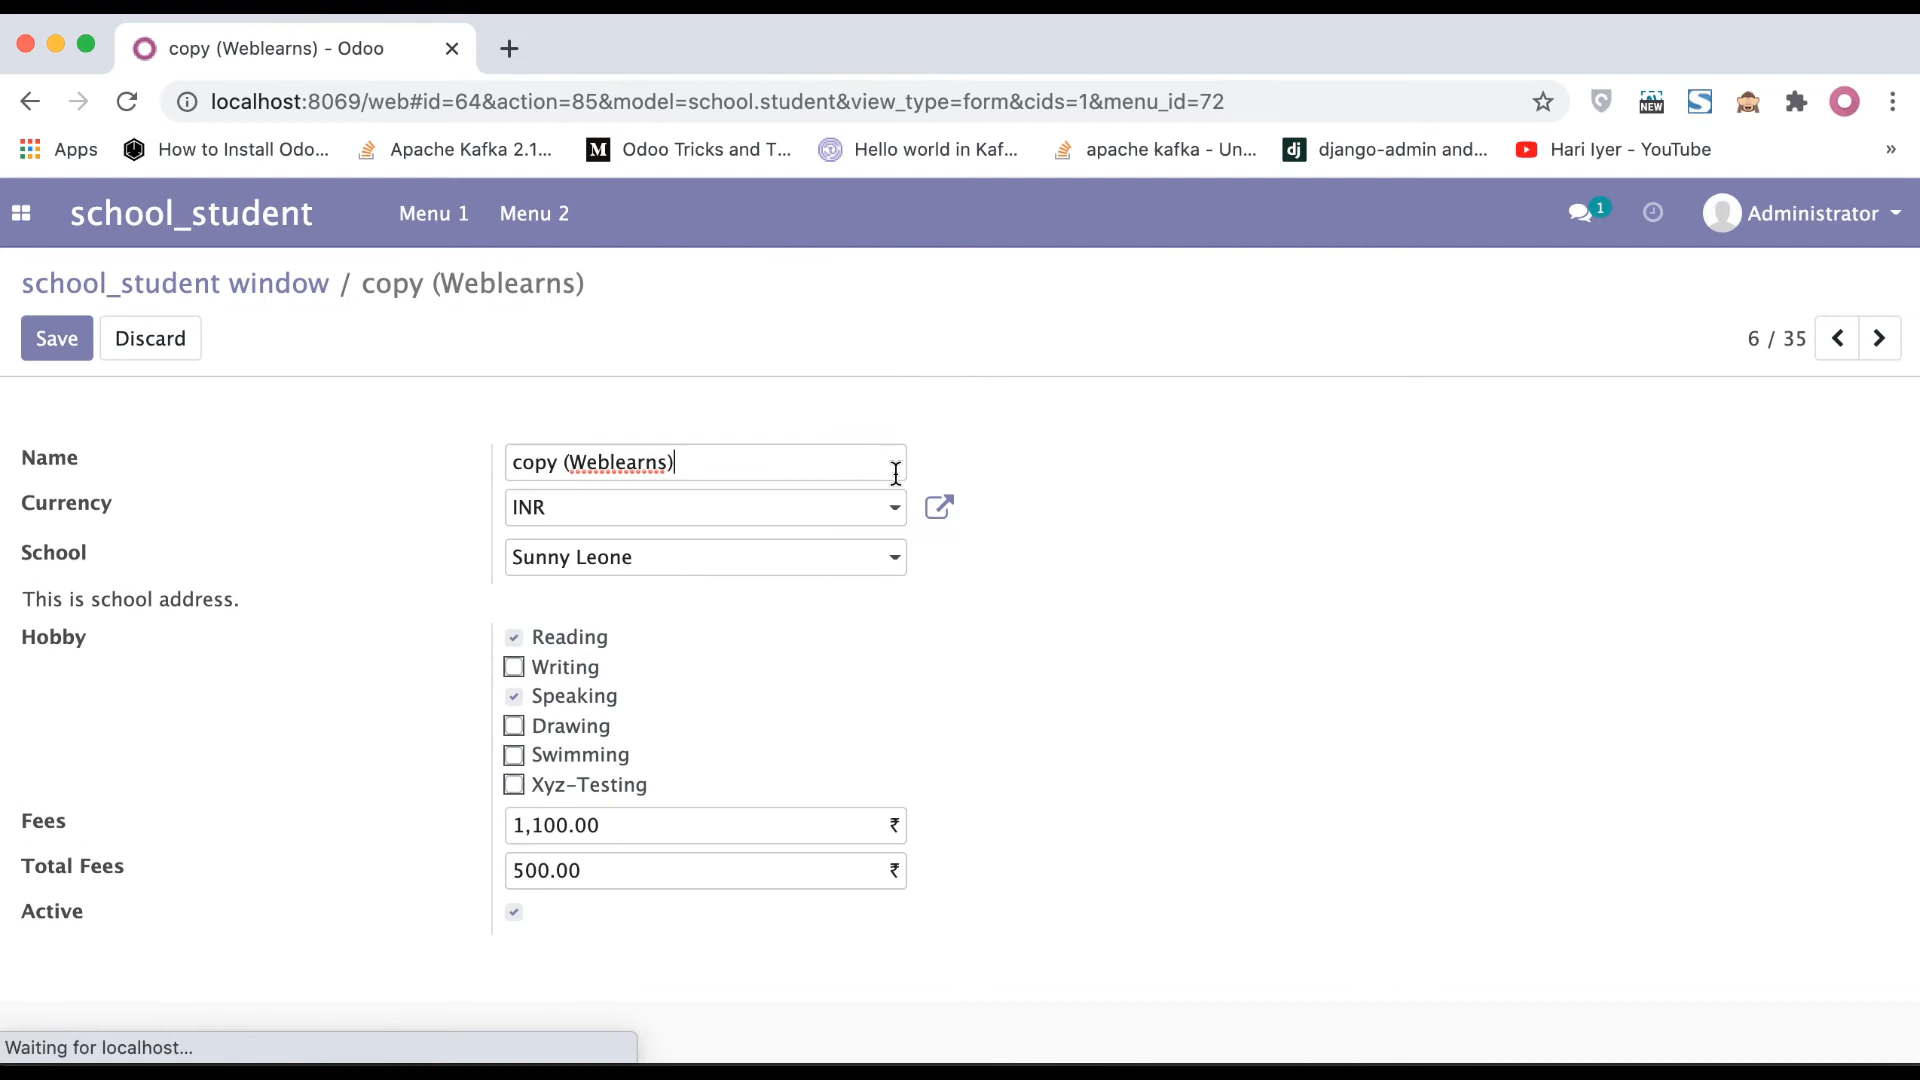 copy (Weblearns) - Odoo
localhost:8069/web#id=64&action=85&model=school.student&view_type=form&cids=1&menu_id=72
NEW
Apps How to Install Odo... Apache Kafka 2.1... M Odoo Tricks and T... Hello world in Kaf... apache kafka - Un... dj django-admin and... Hari Iyer - YouTube »
school_student Menu 1 Menu 2 1 Administrator
school_student window / copy (Weblearns)
Save Discard 6 / 35
Name copy (Weblearns)
Currency INR
School Sunny Leone
This is school address.
Hobby Reading
Writing
Speaking
Drawing
Swimming
Xyz-Testing
Fees 1,100.00 ₹
Total Fees 500.00 ₹
Active
Waiting for localhost...